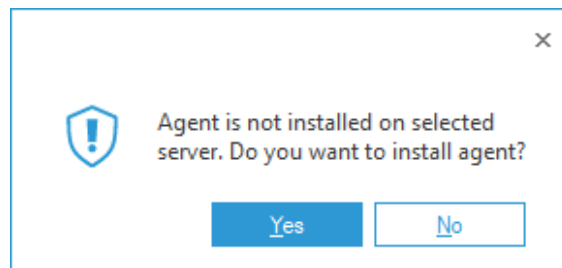 Agent is not installed on selected
server. Do you want to install agent?
Yes
No